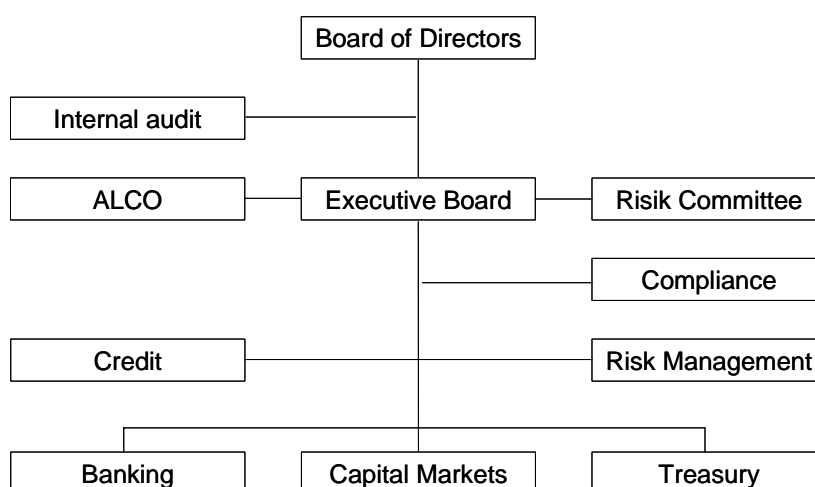 Board of Directors
Internal audit
ALCO
Executive Board
Risik Committee
Compliance
Credit
Risk Management
Banking
Capital Markets
Treasury